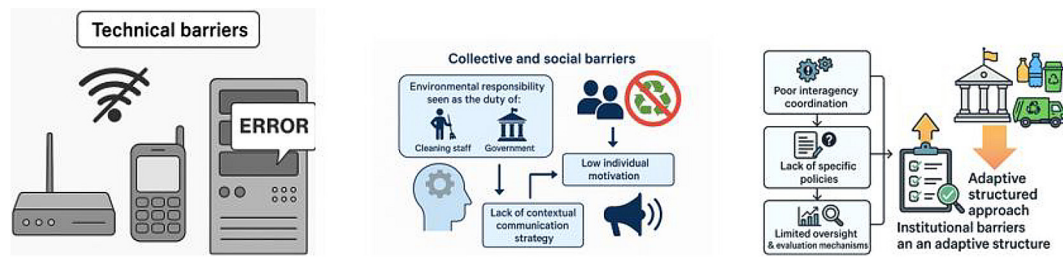 Technical barriers
ERROR
Collective and social barriers
Environmental responsibility
seen as the duty of:
Cleaning staff
Government
Low individual
motivation
Lack of contextual
communication
strategy
Poor interagency
coordination
Lack of specific
policies
Limited oversight
& evaluation mechanisms
Adaptive
structured
approach
Institutional barriers
an an adaptive structure